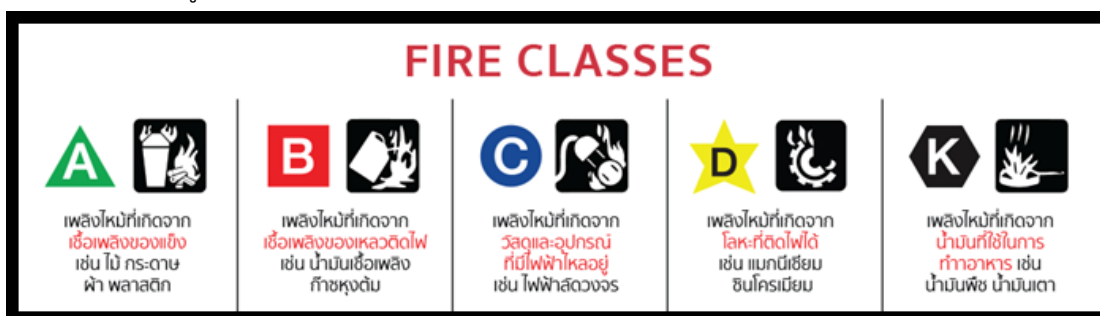 FIRE CLASSES
A
เพลิงไหม้ที่เกิดจาก
เชื้อเพลิงของแข็ง
เช่น ไม้ กระดาษ
ผ้า พลาสติก
B
เพลิงไหม้ที่เกิดจาก
เชื้อเพลิงของเหลวติดไฟ
เช่น น้ำมันเชื้อเพลิง
ก๊าซหุงต้ม
C
เพลิงไหม้ที่เกิดจาก
วัสดุและอุปกรณ์
ที่มีไฟฟ้าไหลอยู่
เช่น ไฟฟ้าลัดวงจร
D
เพลิงไหม้ที่เกิดจาก
โลหะที่ติดไฟได้
เช่น แมกนีเซียม
ซินโครเมียม
K
เพลิงไหม้ที่เกิดจาก
น้ำมันที่ใช้ในการ
ทำาอาหาร เช่น
น้ำมันพืช น้ำมันเตา